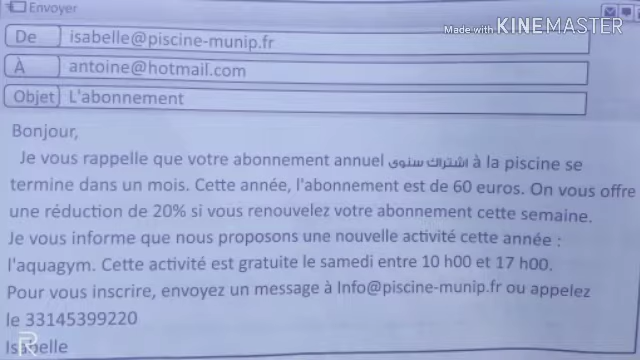 Envoyer
Made with KINEMASTER
De isabelle@piscine-munip.fr
À antoine@hotmail.com
Objet L'abonnement
Bonjour,
Je vous rappelle que votre abonnement annuel اشتراك سنوي à la piscine se
termine dans un mois. Cette année, l'abonnement est de 60 euros. On vous offre
une réduction de 20% si vous renouvelez votre abonnement cette semaine.
Je vous informe que nous proposons une nouvelle activité cette année :
l'aquagym. Cette activité est gratuite le samedi entre 10 h00 et 17 h00.
Pour vous inscrire, envoyez un message à Info@piscine-munip.fr ou appelez
le 33145399220
Isabelle